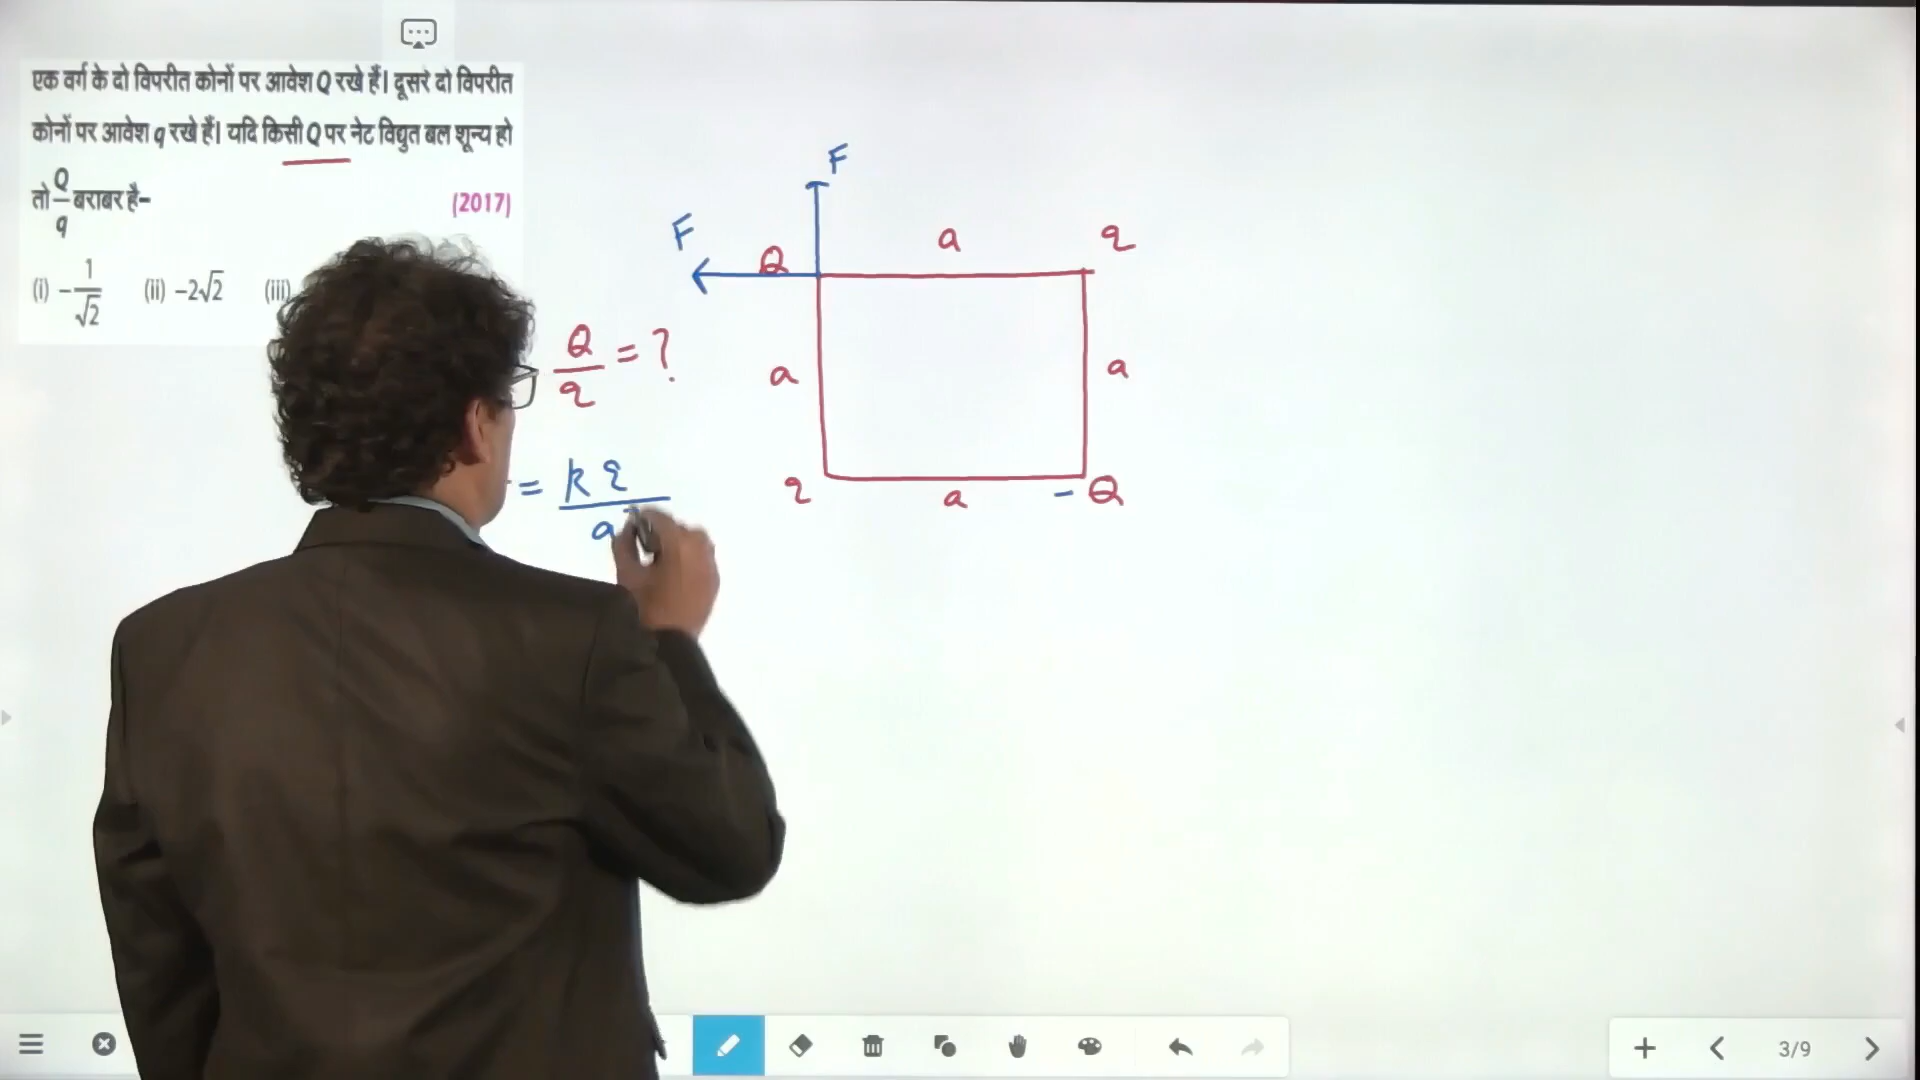 एक वर्ग के दो विपरीत कोनों पर आवेश Q रखे हैं। दूसरे दो विपरीत
कोनों पर आवेश q रखे हैं। यदि किसी Q पर नेट विद्युत बल शून्य हो
तो Q/q बराबर है– (2017)
(i) –1/√2 (ii) –2√2 (iii)
Q/q = ?
= kq/a
F
F
Q a q
a a
q a – Q
3/9